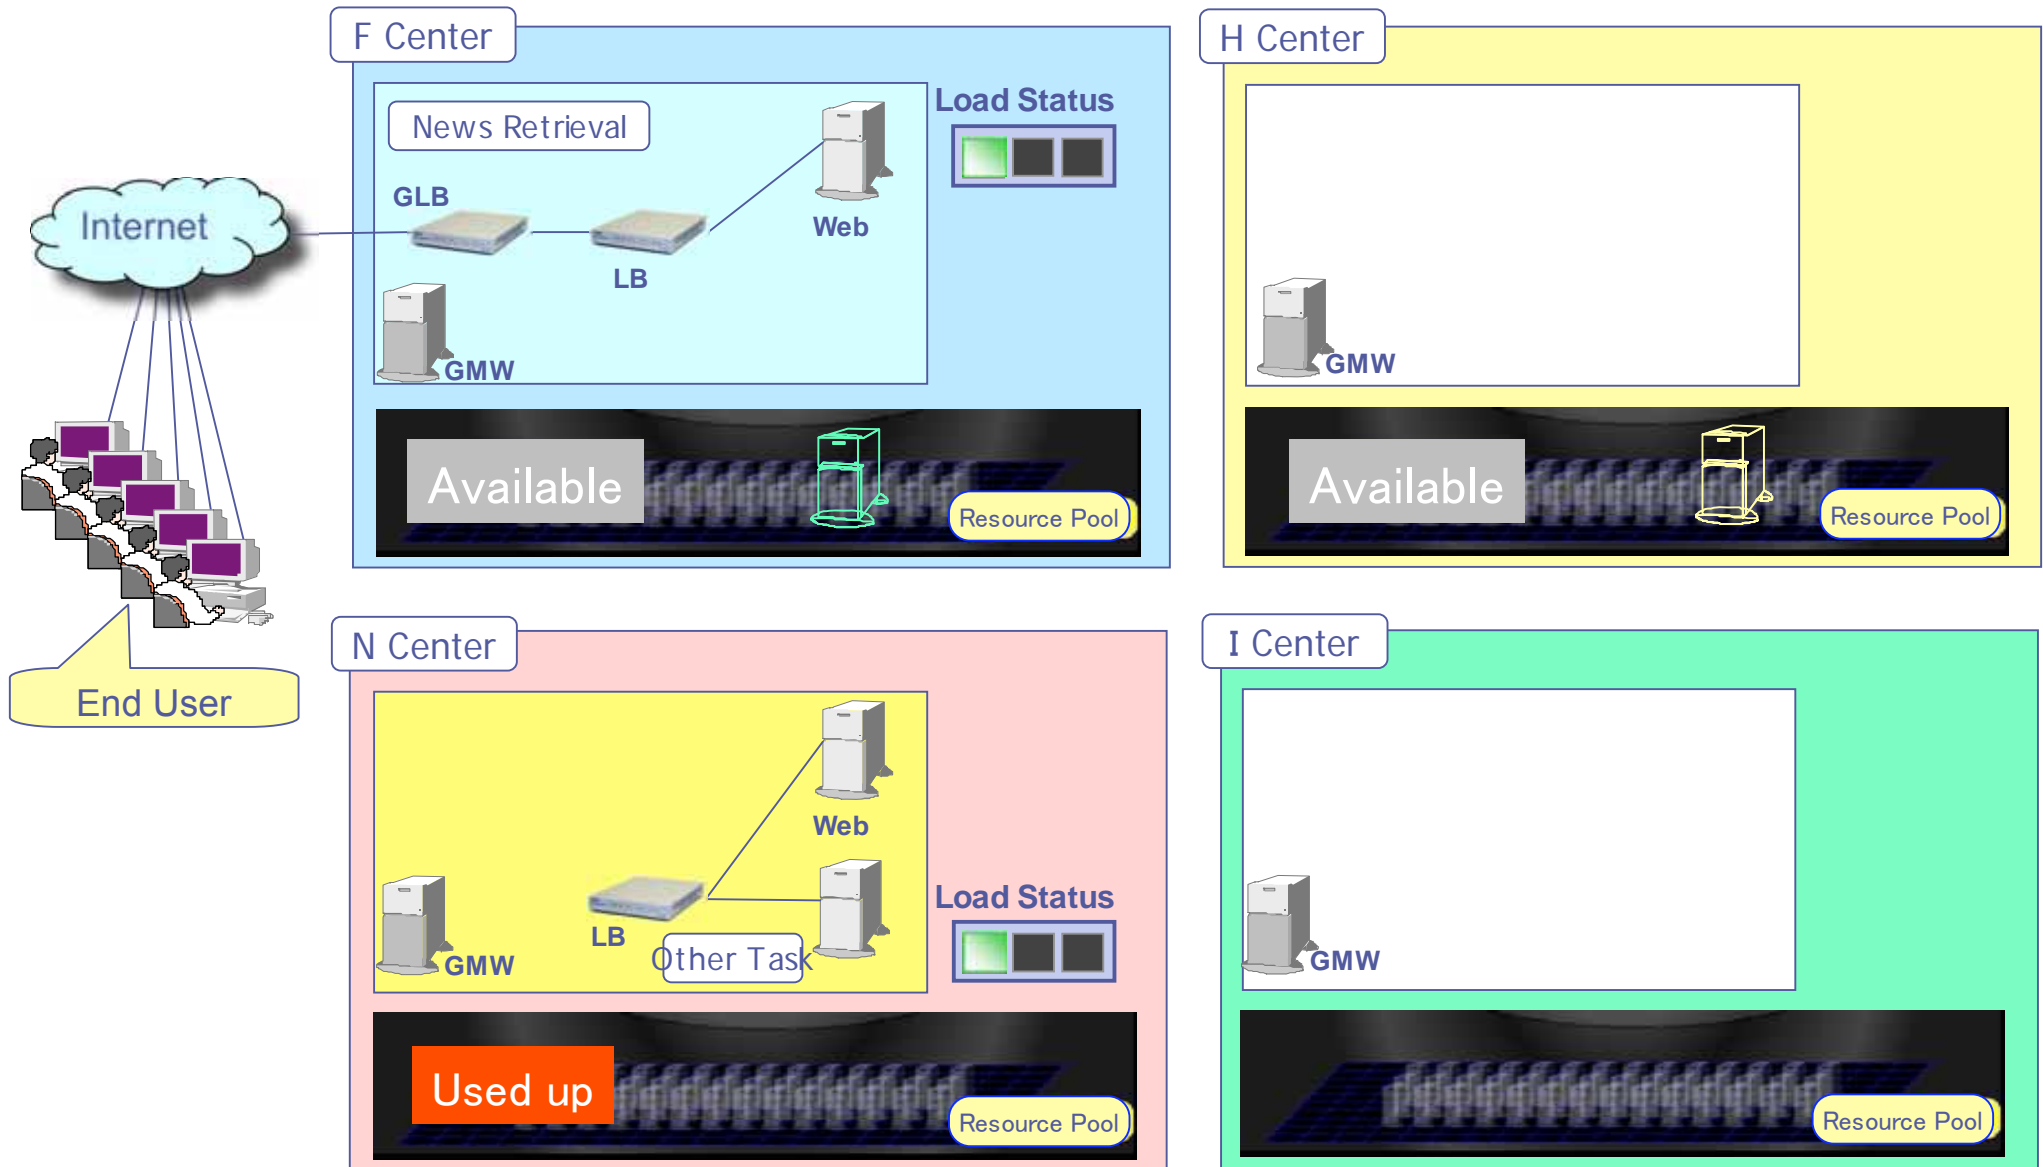 F Center
News Retrieval
Load Status
GLB
LB
Web
GMW
Available
Resource Pool
H Center
GMW
Available
Resource Pool
Internet
End User
N Center
Web
LB
Other Task
GMW
Load Status
Used up
Resource Pool
I Center
GMW
Resource Pool